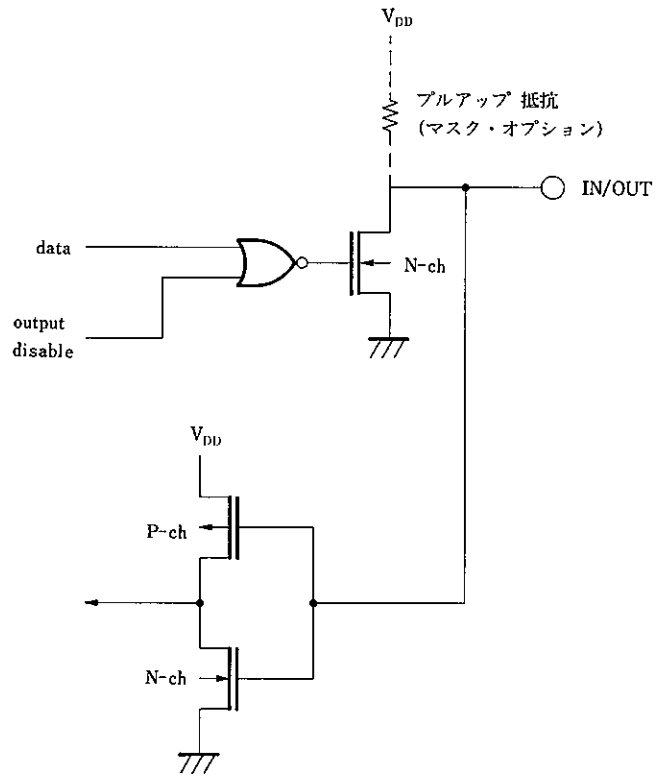 VDD
プルアップ 抵抗
(マスク・オプション)
IN/OUT
data
N-ch
output
disable
VDD
P-ch
N-ch